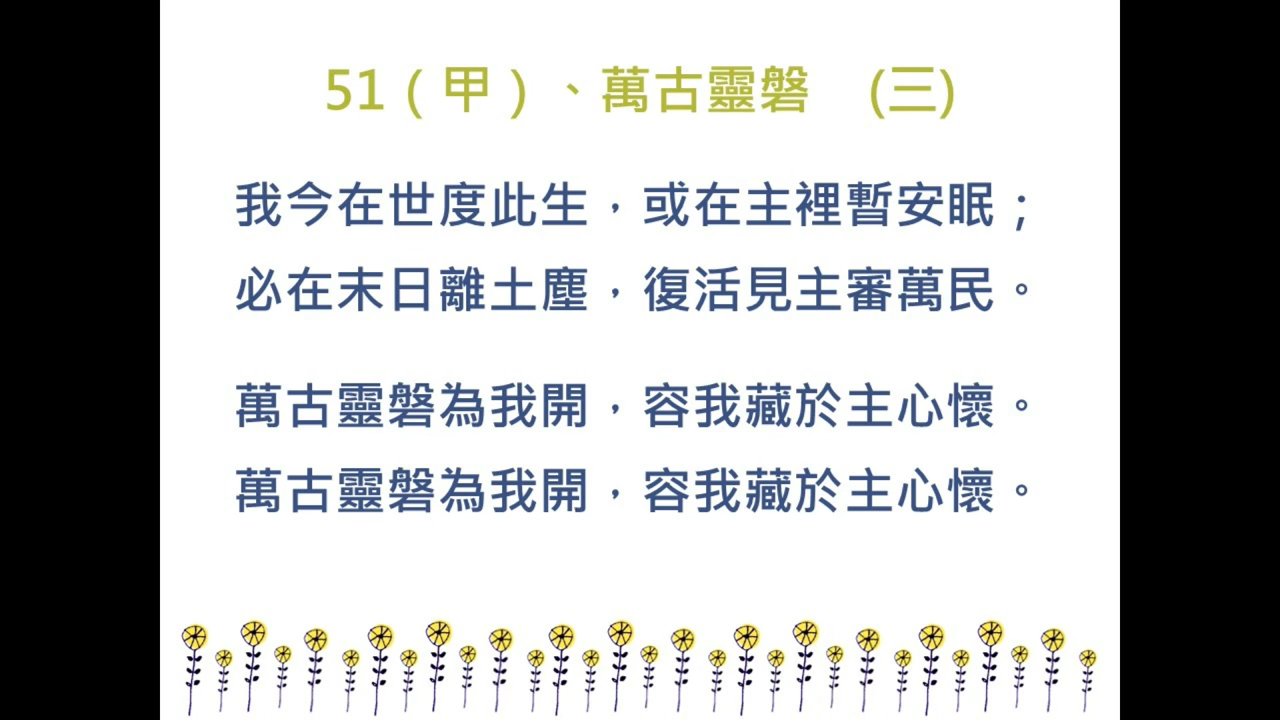 51（甲）、萬古靈磐　(三)
我今在世度此生，或在主裡暫安眠；
必在末日離土塵，復活見主審萬民。
萬古靈磐為我開，容我藏於主心懷。
萬古靈磐為我開，容我藏於主心懷。